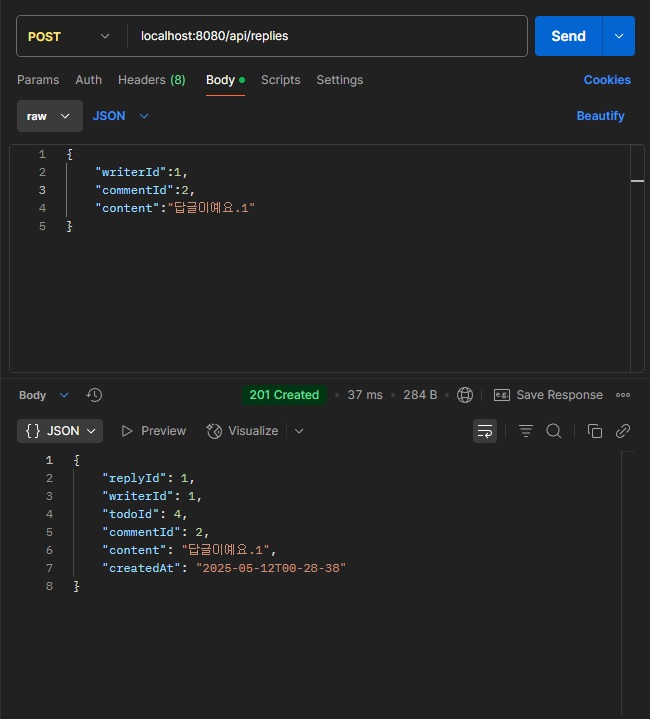 POST localhost:8080/api/replies Send
Params Auth Headers (8) Body Scripts Settings Cookies
raw JSON Beautify
1 {
2 "writerId":1,
3 "commentId":2,
4 "content":"답글이예요.1"
5 }
Body 201 Created 37 ms 284 B e.g. Save Response
{} JSON Preview Visualize
1 {
2 "replyId": 1,
3 "writerId": 1,
4 "todoId": 4,
5 "commentId": 2,
6 "content": "답글이예요.1",
7 "createdAt": "2025-05-12T00-28-38"
8 }